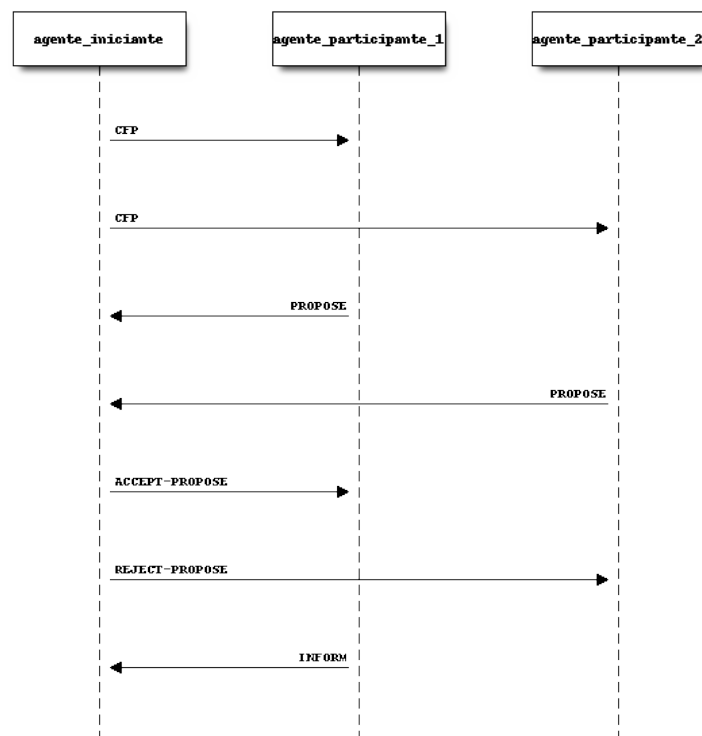 agente_iniciante
agente_participante_1
agente_participante_2
CFP
CFP
PROPOSE
PROPOSE
ACCEPT-PROPOSE
REJECT-PROPOSE
INFORM